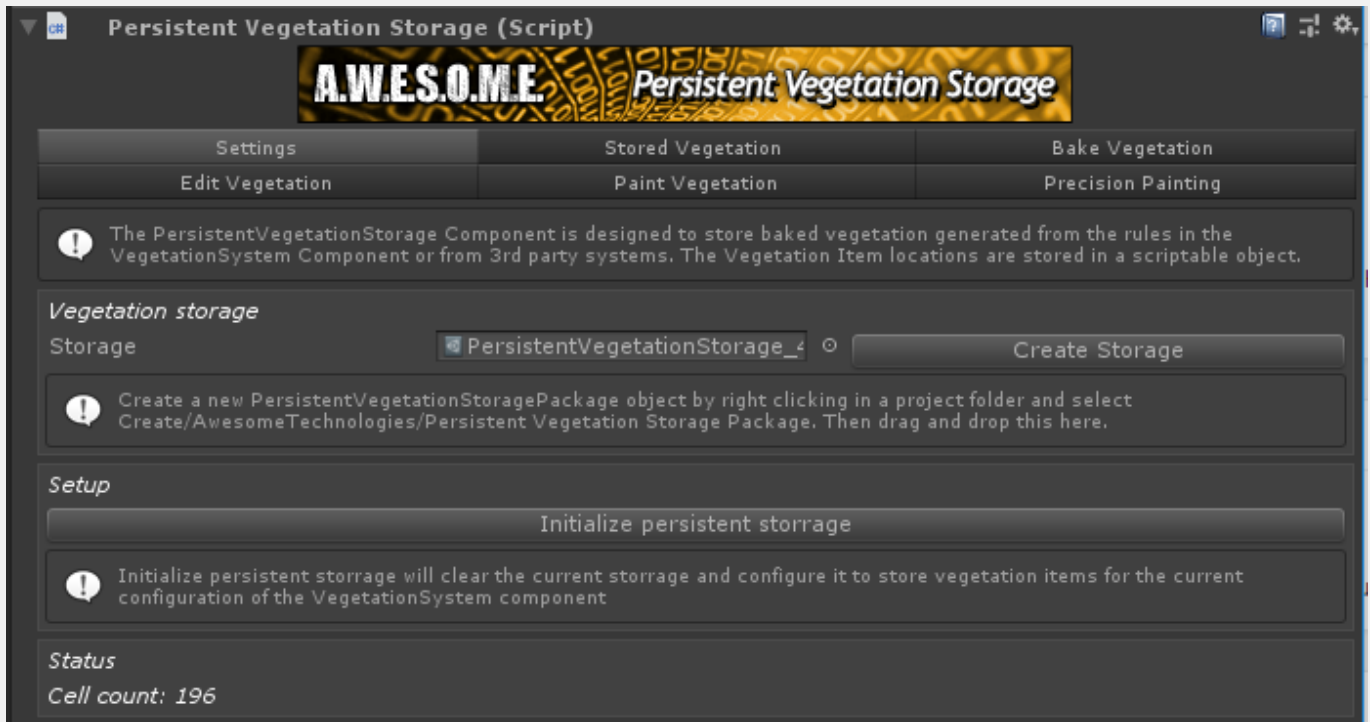 Persistent Vegetation Storage (Script)
A.W.E.S.O.M.E. Persistent Vegetation Storage
Settings Stored Vegetation Bake Vegetation
Edit Vegetation Paint Vegetation Precision Painting
The PersistentVegetationStorage Component is designed to store baked vegetation generated from the rules in the
VegetationSystem Component or from 3rd party systems. The Vegetation Item locations are stored in a scriptable object.
Vegetation storage
Storage PersistentVegetationStorage_ Create Storage
Create a new PersistentVegetationStoragePackage object by right clicking in a project folder and select
Create/AwesomeTechnologies/Persistent Vegetation Storage Package. Then drag and drop this here.
Setup
Initialize persistent storrage
Initialize persistent storrage will clear the current storrage and configure it to store vegetation items for the current
configuration of the VegetationSystem component
Status
Cell count: 196